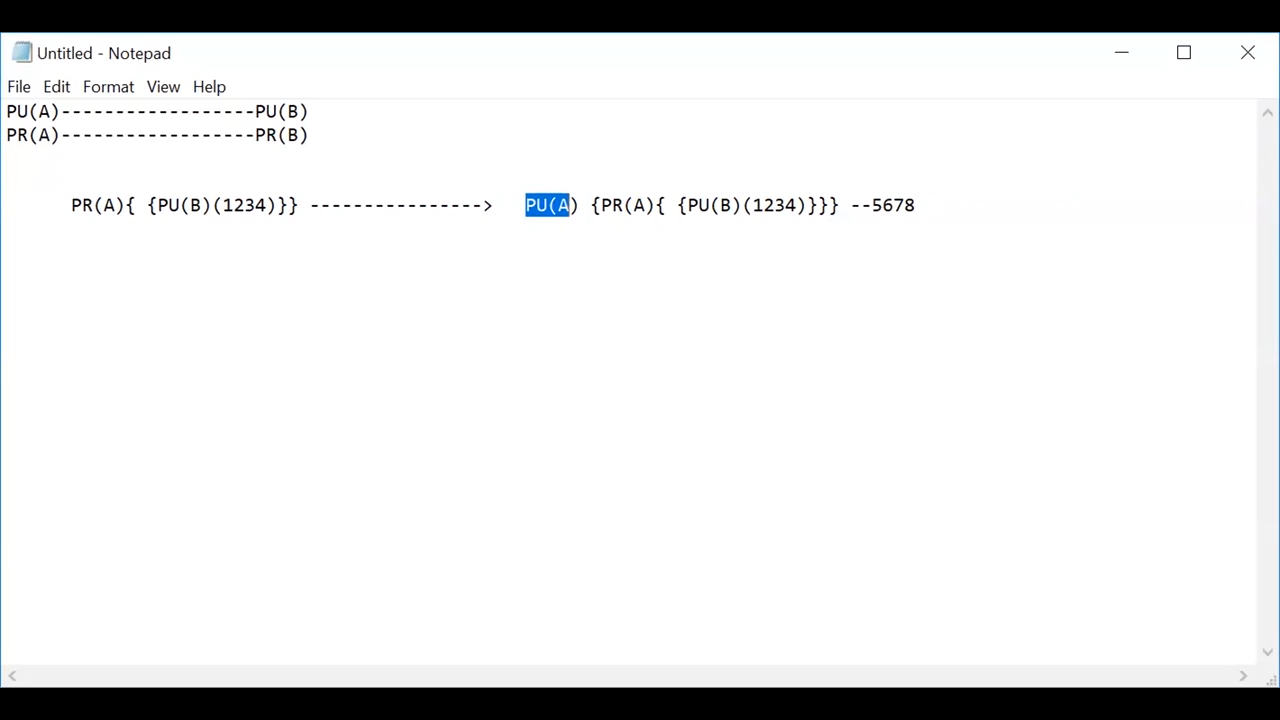 Untitled - Notepad
File Edit Format View Help
PU(A)------------------PU(B)
PR(A)------------------PR(B)
PR(A){ {PU(B)(1234)}} ---------------->   PU(A) {PR(A){ {PU(B)(1234)}}} --5678